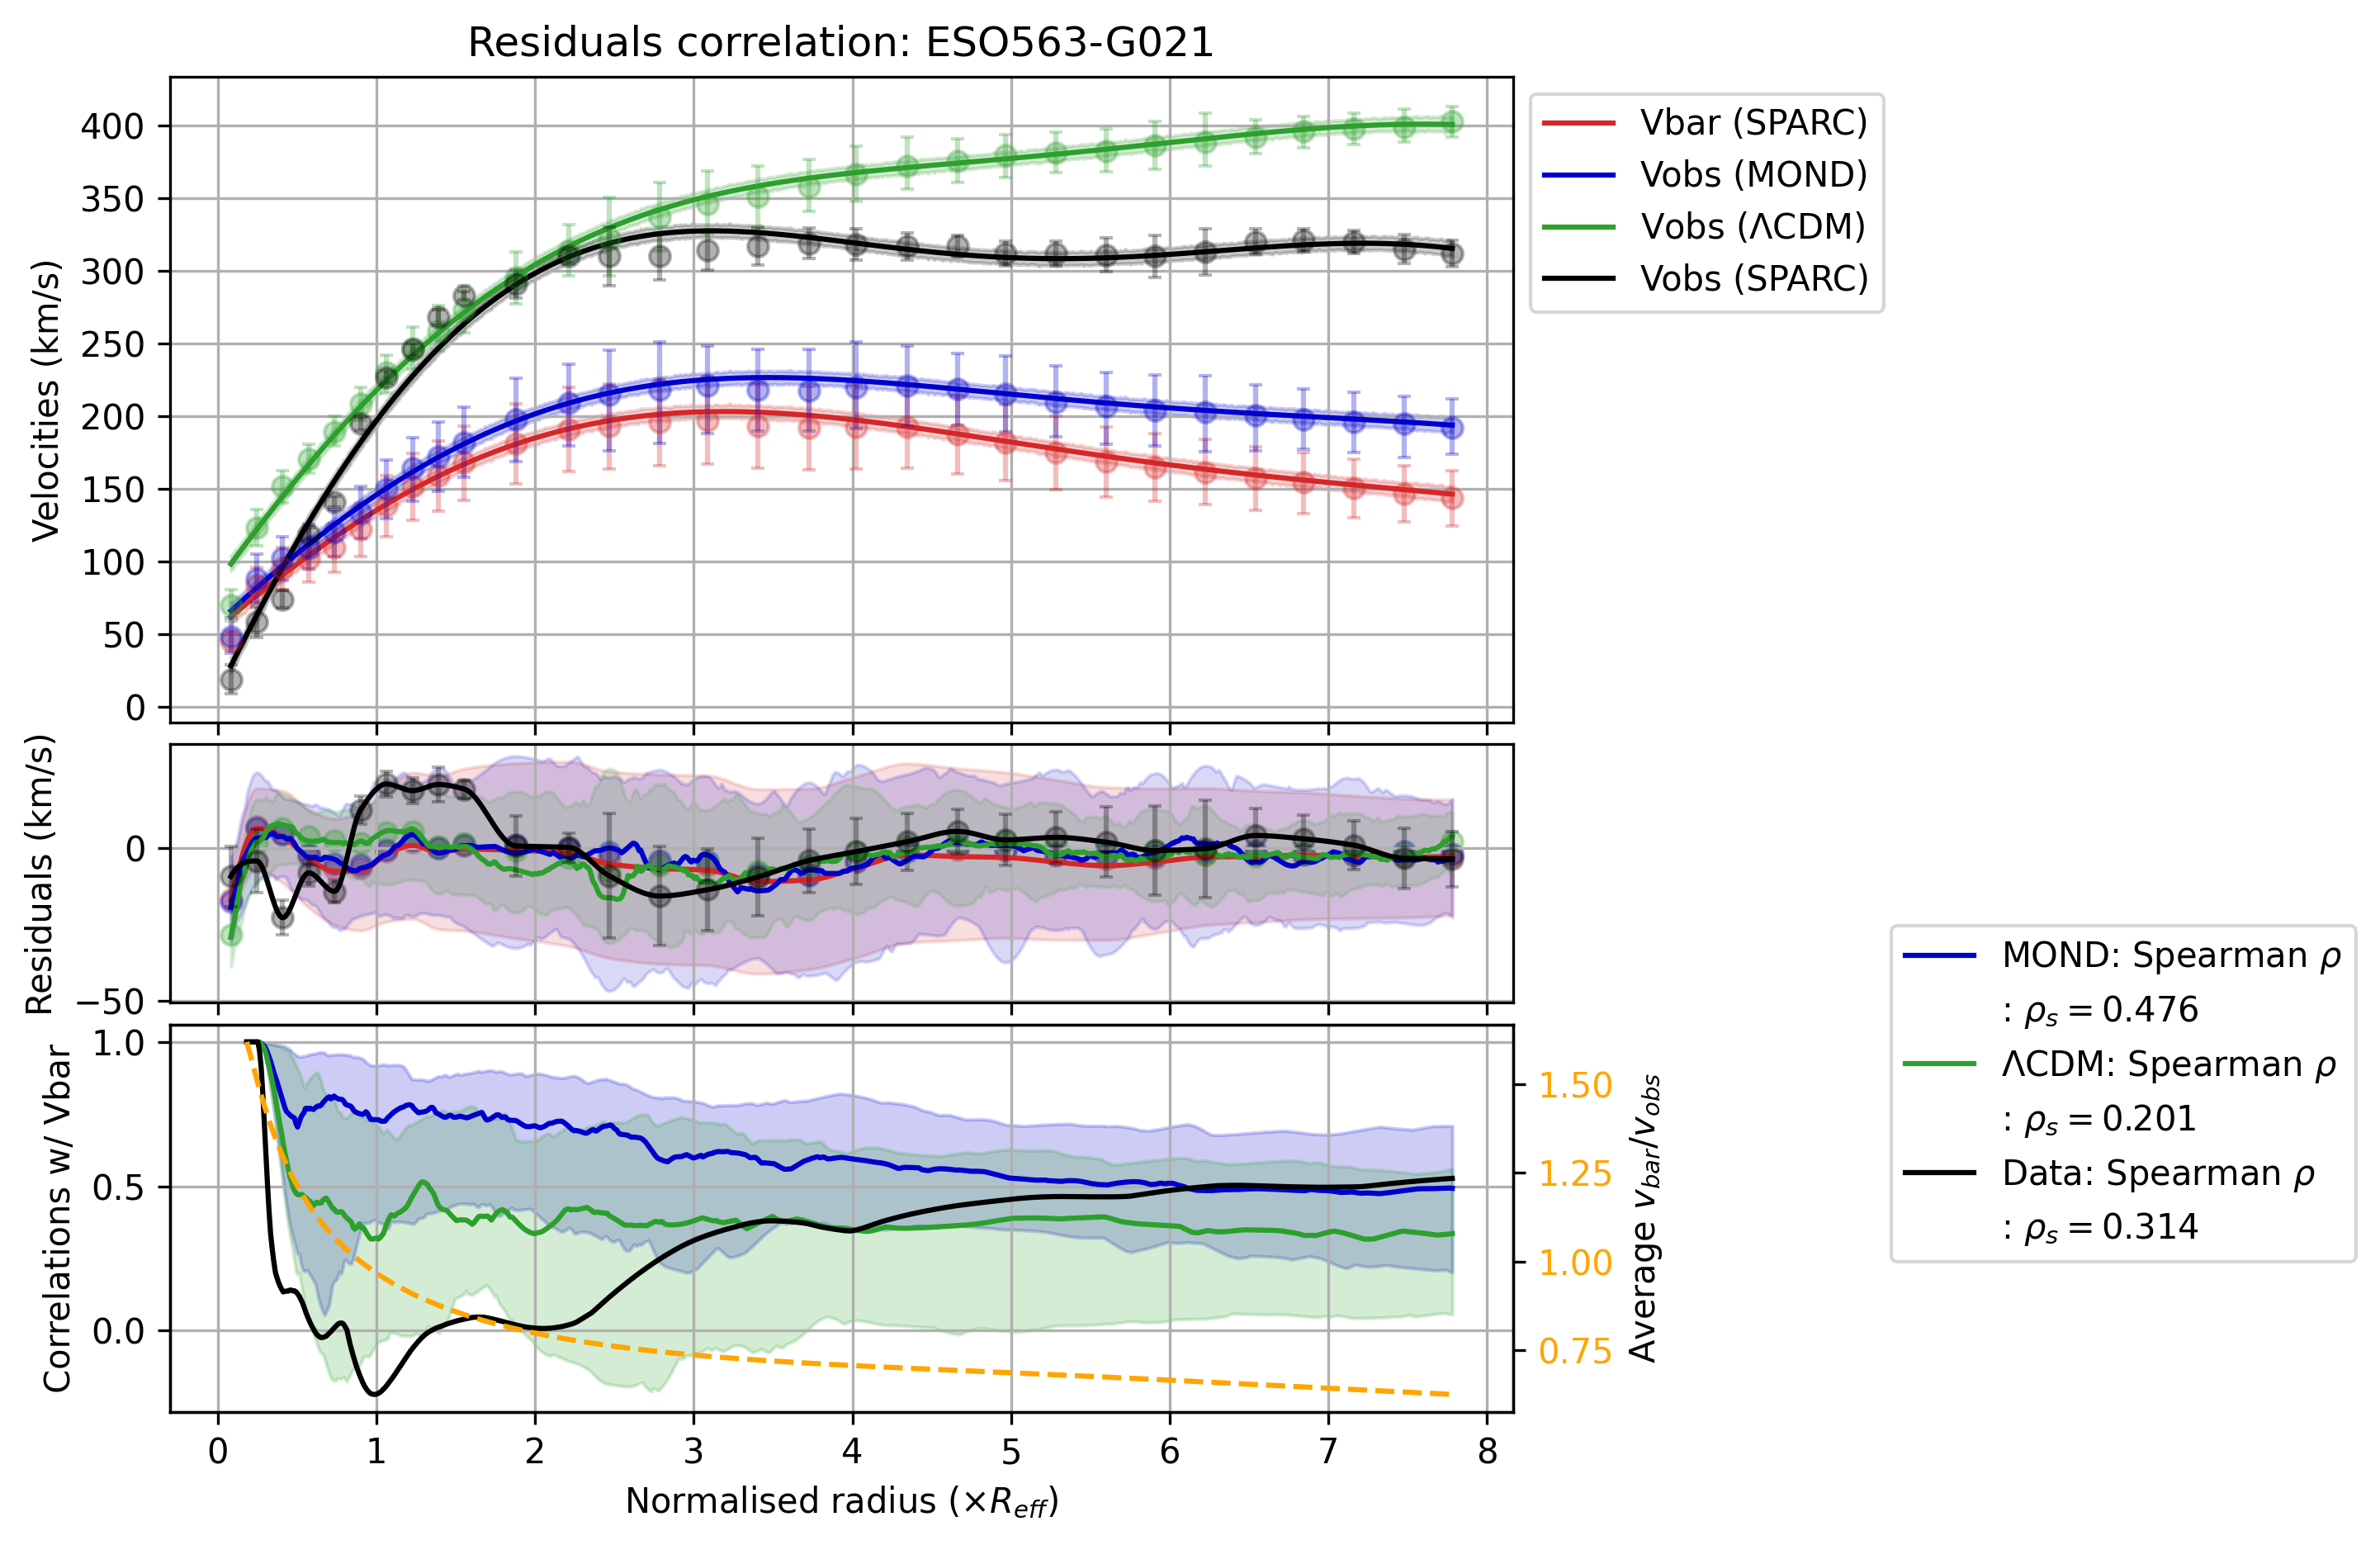 Residuals correlation: ESO563-G021
Velocities (km/s)
400
350
300
250
200
150
100
50
0
Vbar (SPARC)
Vobs (MOND)
Vobs (ΛCDM)
Vobs (SPARC)
Residuals (km/s)
0
−50
Correlations w/ Vbar
1.0
0.5
0.0
1.50
1.25
1.00
0.75
Average v_bar/v_obs
MOND: Spearman ρ
: ρ_s = 0.476
ΛCDM: Spearman ρ
: ρ_s = 0.201
Data: Spearman ρ
: ρ_s = 0.314
0 1 2 3 4 5 6 7 8
Normalised radius (×R_eff)